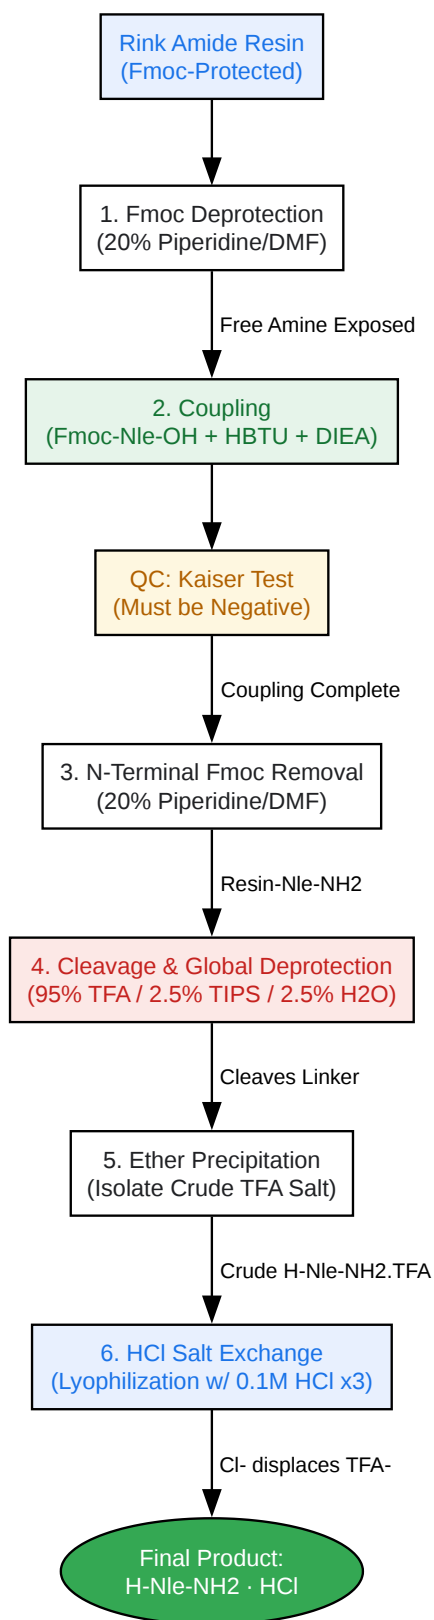 Rink Amide Resin
(Fmoc-Protected)
1. Fmoc Deprotection
(20% Piperidine/DMF)
Free Amine Exposed
2. Coupling
(Fmoc-Nle-OH + HBTU + DIEA)
QC: Kaiser Test
(Must be Negative)
Coupling Complete
3. N-Terminal Fmoc Removal
(20% Piperidine/DMF)
Resin-Nle-NH2
4. Cleavage & Global Deprotection
(95% TFA / 2.5% TIPS / 2.5% H2O)
Cleaves Linker
5. Ether Precipitation
(Isolate Crude TFA Salt)
Crude H-Nle-NH2.TFA
6. HCl Salt Exchange
(Lyophilization w/ 0.1M HCl x3)
Cl- displaces TFA-
Final Product:
H-Nle-NH2 · HCl